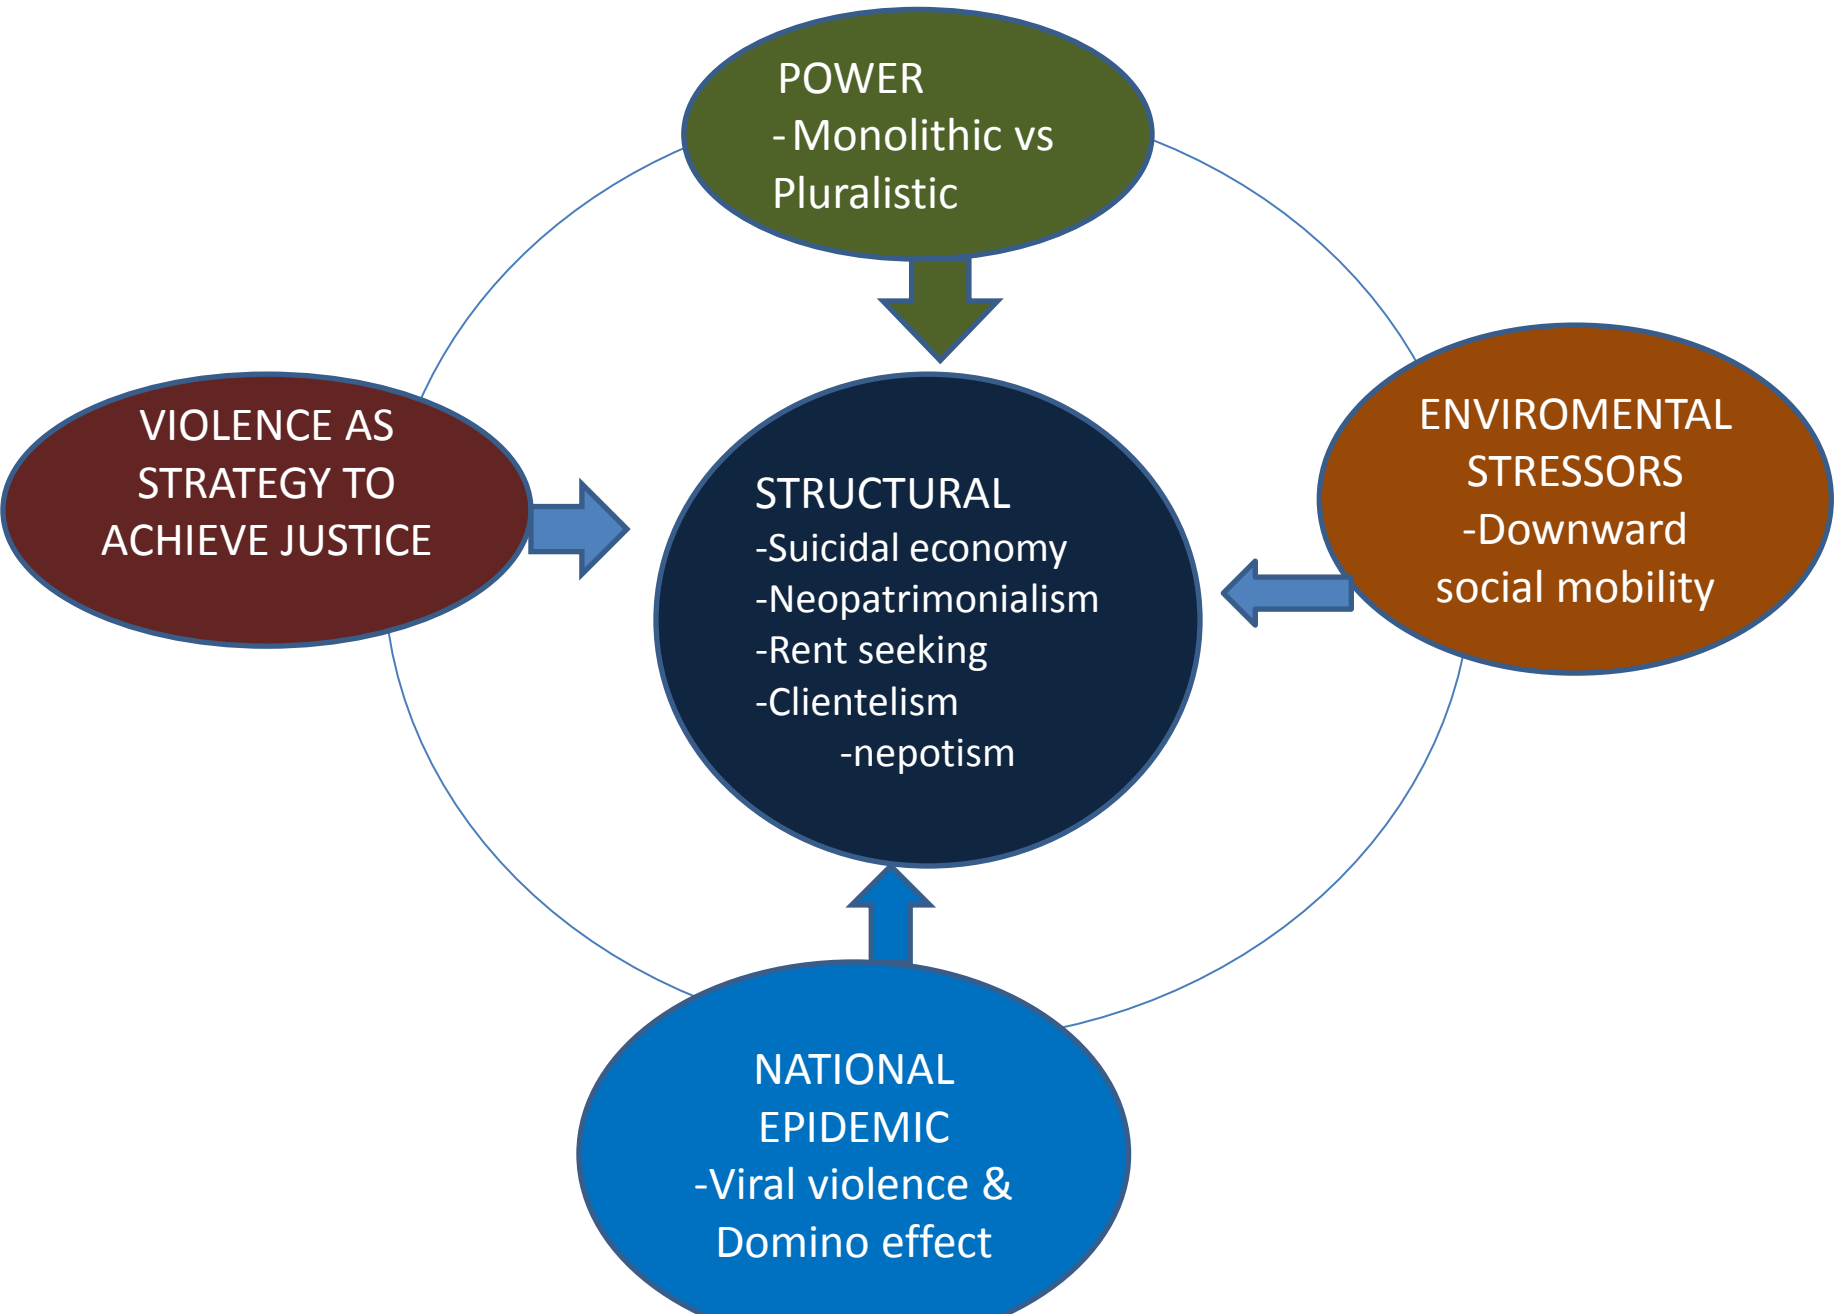 POWER
- Monolithic vs
Pluralistic
VIOLENCE AS
STRATEGY TO
ACHIEVE JUSTICE
STRUCTURAL
-Suicidal economy
-Neopatrimonialism
-Rent seeking
-Clientelism
-nepotism
ENVIROMENTAL
STRESSORS
-Downward
social mobility
NATIONAL
EPIDEMIC
-Viral violence &
Domino effect